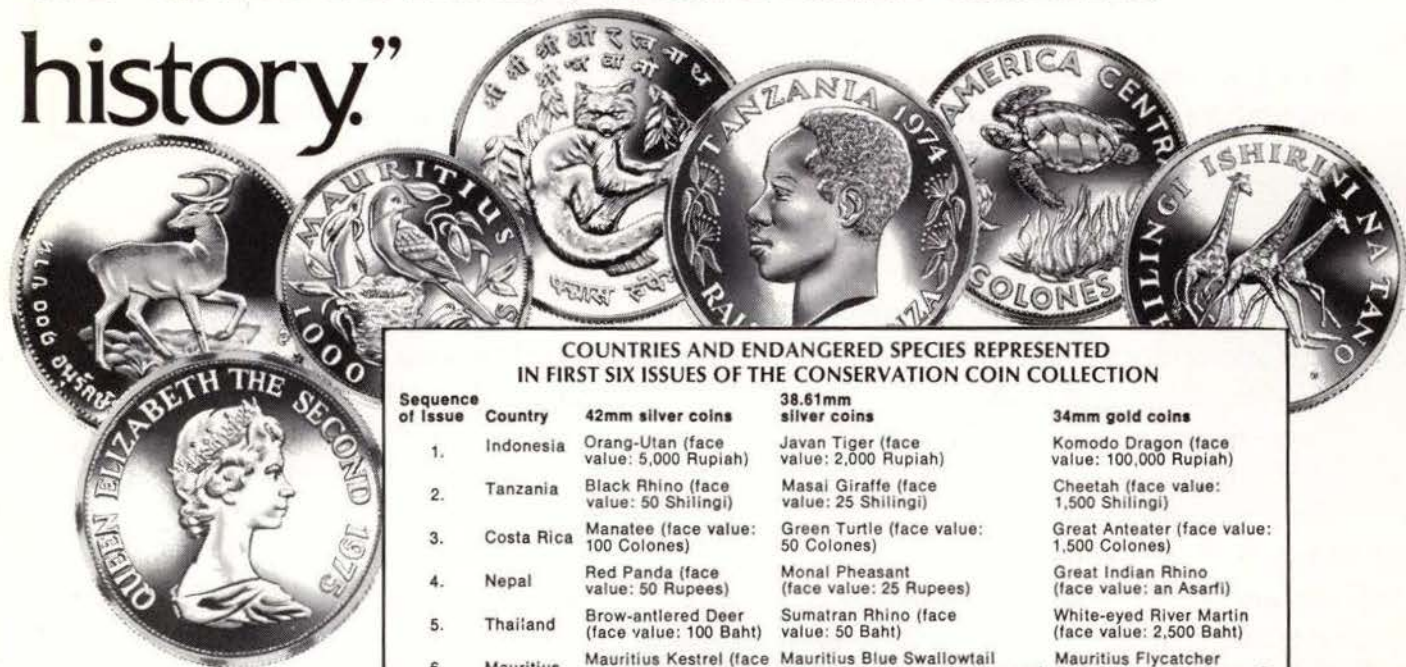 history.”
श्री श्री श्री
MAURITIUS
1000
पचास रुपैयाँ
TANZANIA 1974
RAIS
AMERICA CENTR
COLONES
SHILINGI ISHIRINI NA TANO
QUEEN ELIZABETH THE SECOND 1975
COUNTRIES AND ENDANGERED SPECIES REPRESENTED
IN FIRST SIX ISSUES OF THE CONSERVATION COIN COLLECTION
Sequence of Issue Country 42mm silver coins 38.61mm silver coins 34mm gold coins
1. Indonesia Orang-Utan (face value: 5,000 Rupiah) Javan Tiger (face value: 2,000 Rupiah) Komodo Dragon (face value: 100,000 Rupiah)
2. Tanzania Black Rhino (face value: 50 Shilingi) Masai Giraffe (face value: 25 Shilingi) Cheetah (face value: 1,500 Shilingi)
3. Costa Rica Manatee (face value: 100 Colones) Green Turtle (face value: 50 Colones) Great Anteater (face value: 1,500 Colones)
4. Nepal Red Panda (face value: 50 Rupees) Monal Pheasant (face value: 25 Rupees) Great Indian Rhino (face value: an Asarfi)
5. Thailand Brow-antlered Deer (face value: 100 Baht) Sumatran Rhino (face value: 50 Baht) White-eyed River Martin (face value: 2,500 Baht)
6. Mauritius Mauritius Kestrel (face Mauritius Blue Swallowtail Mauritius Flycatcher